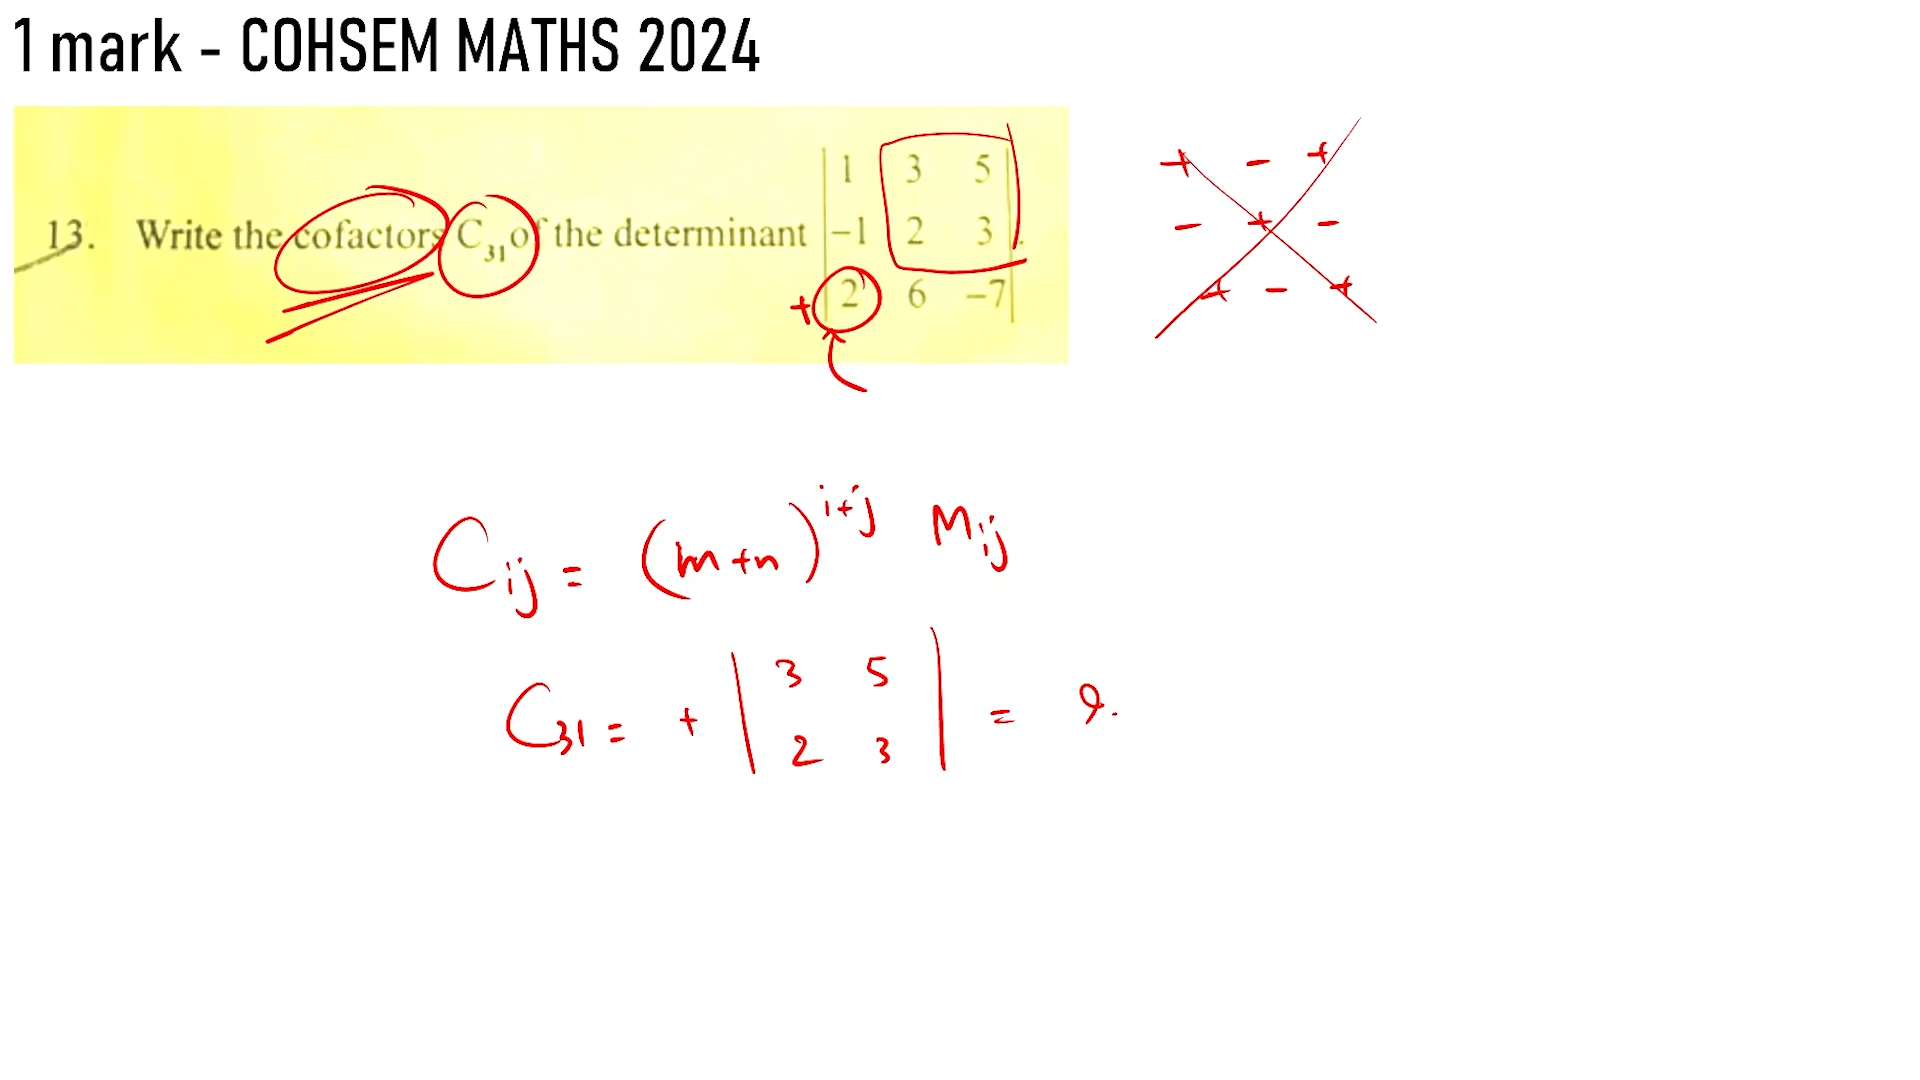 1 mark - COHSEM MATHS 2024
13. Write the cofactors C₃₁ of the determinant
1 3 5
−1 2 3 .
+ 2 6 −7
+ - +
- + -
+ - +
Cij = (m+n)^i+j Mij
C31 = + | 3 5 |
| 2 3 | = 9.